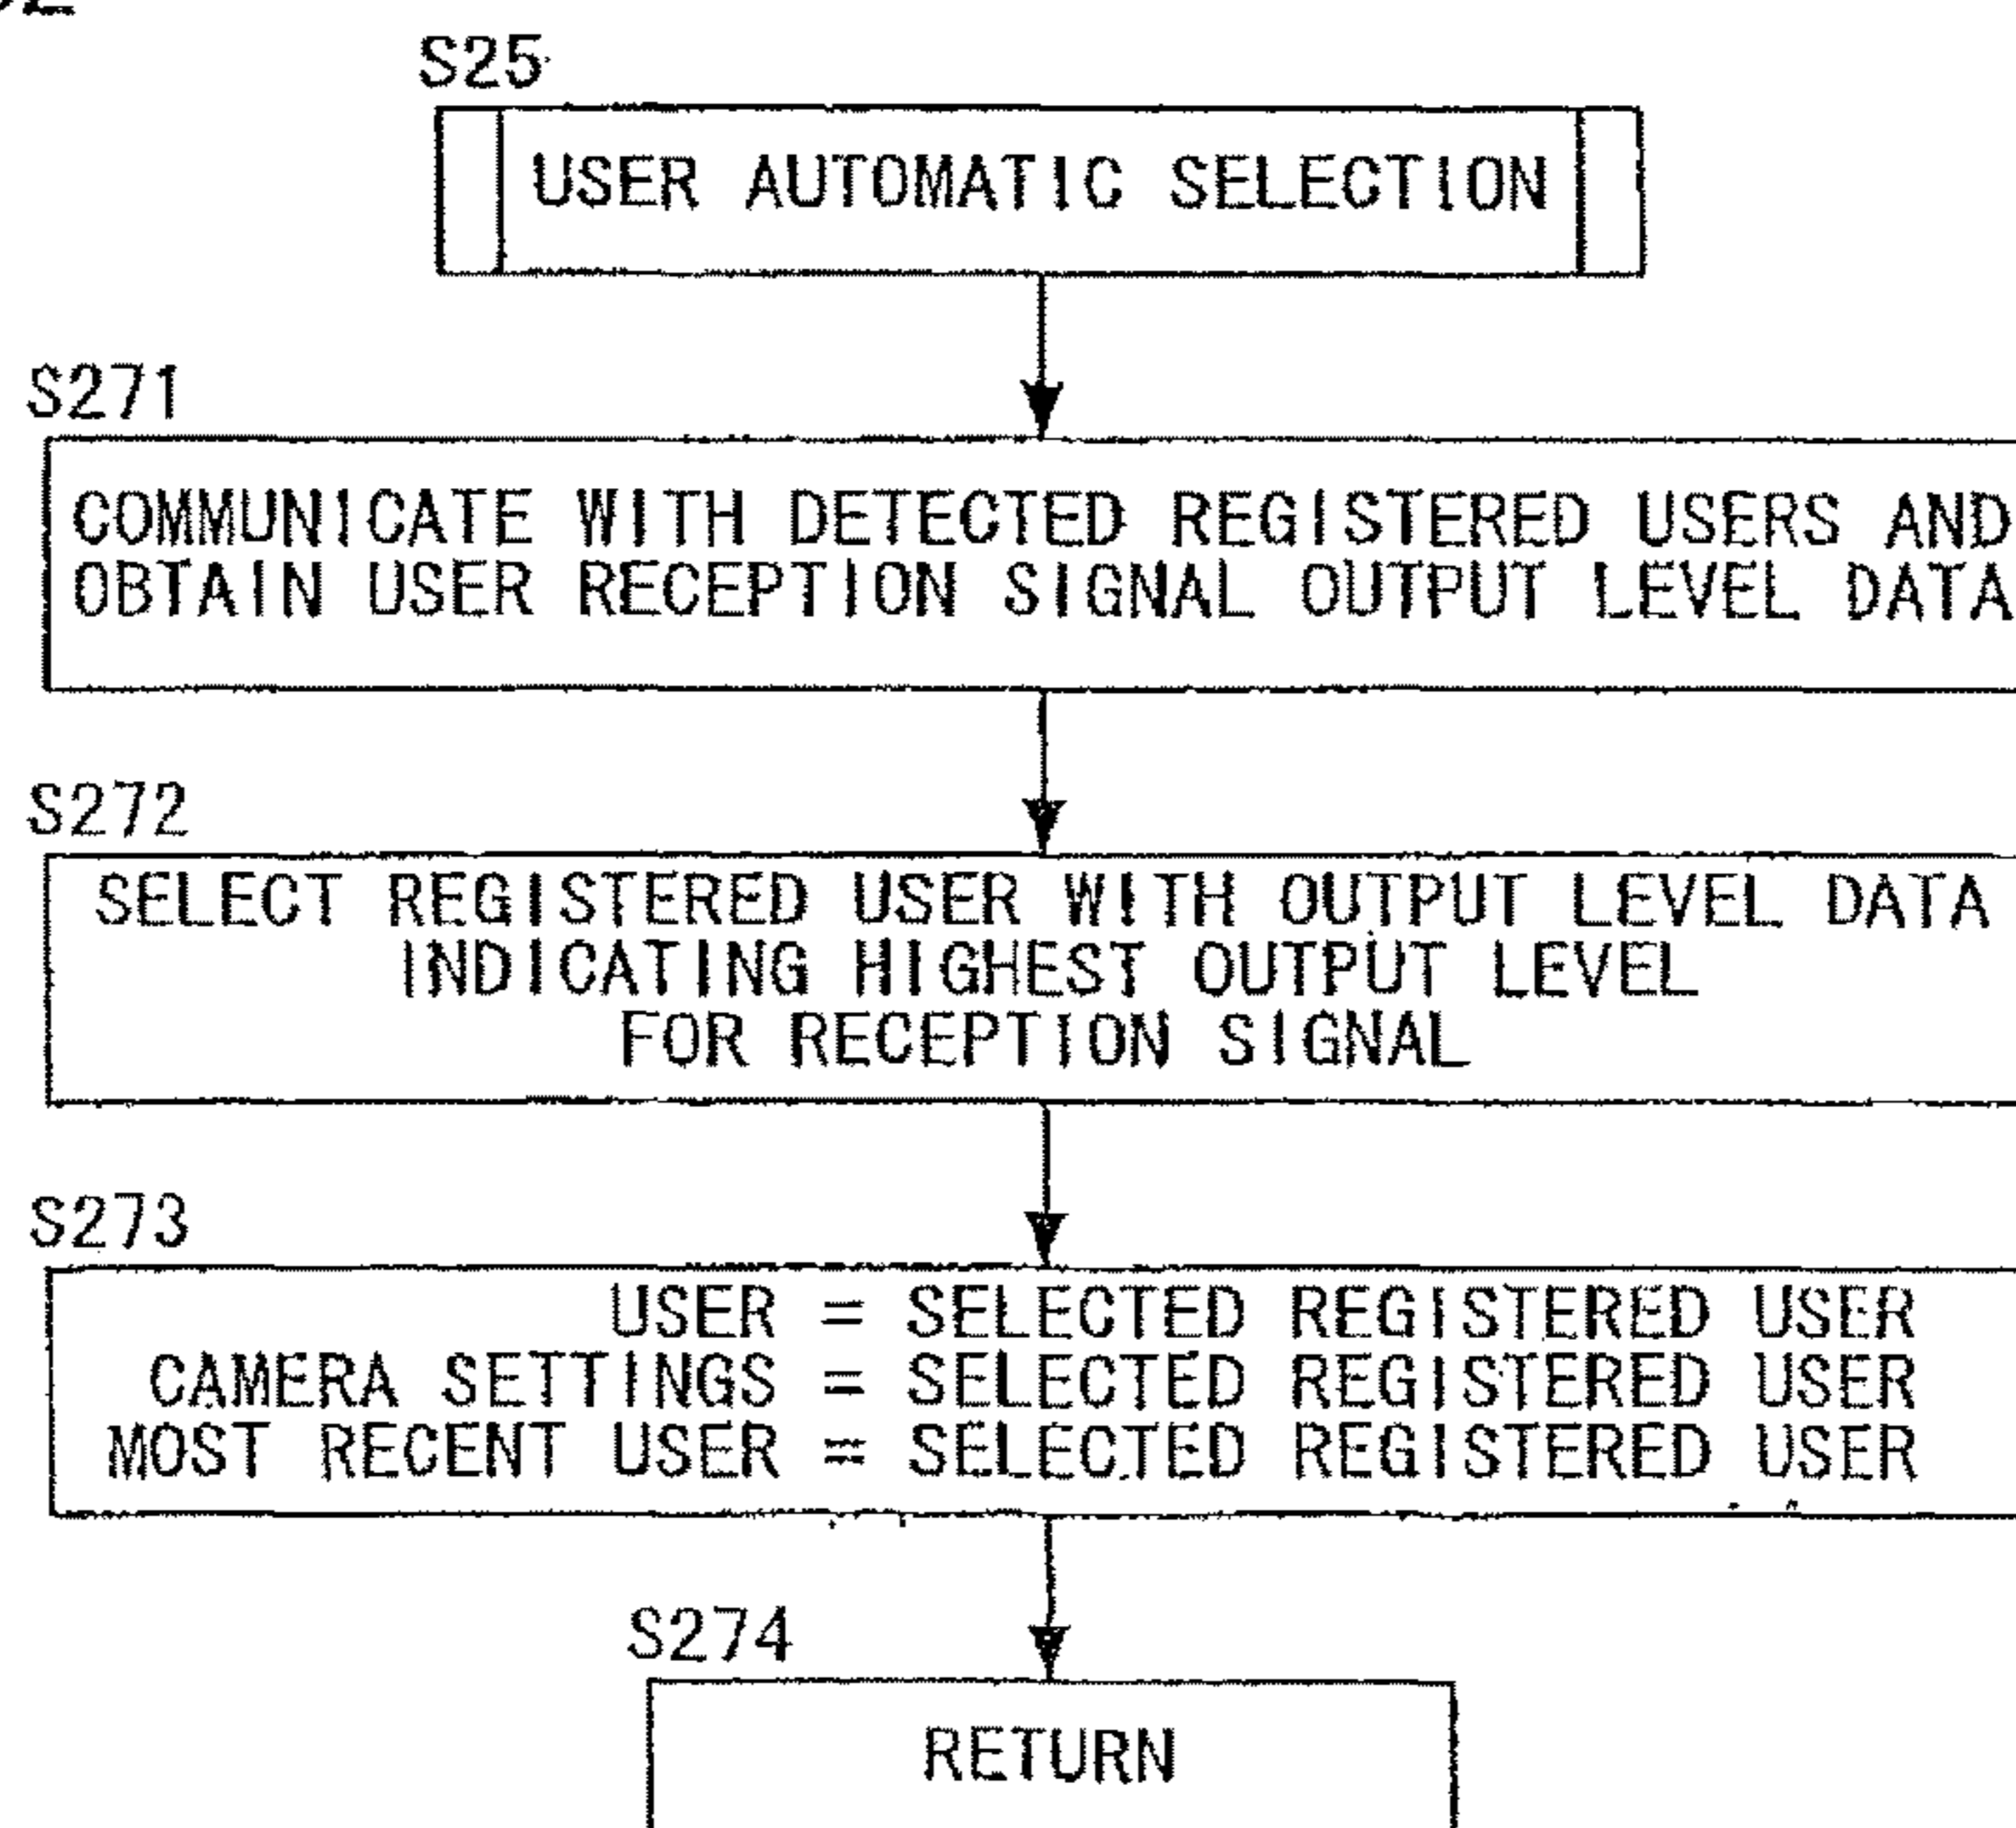 S25
USER AUTOMATIC SELECTION
S271
COMMUNICATE WITH DETECTED REGISTERED USERS AND
OBTAIN USER RECEPTION SIGNAL OUTPUT LEVEL DATA
S272
SELECT REGISTERED USER WITH OUTPUT LEVEL DATA
INDICATING HIGHEST OUTPUT LEVEL
FOR RECEPTION SIGNAL
S273
USER = SELECTED REGISTERED USER
CAMERA SETTINGS = SELECTED REGISTERED USER
MOST RECENT USER = SELECTED REGISTERED USER
S274
RETURN